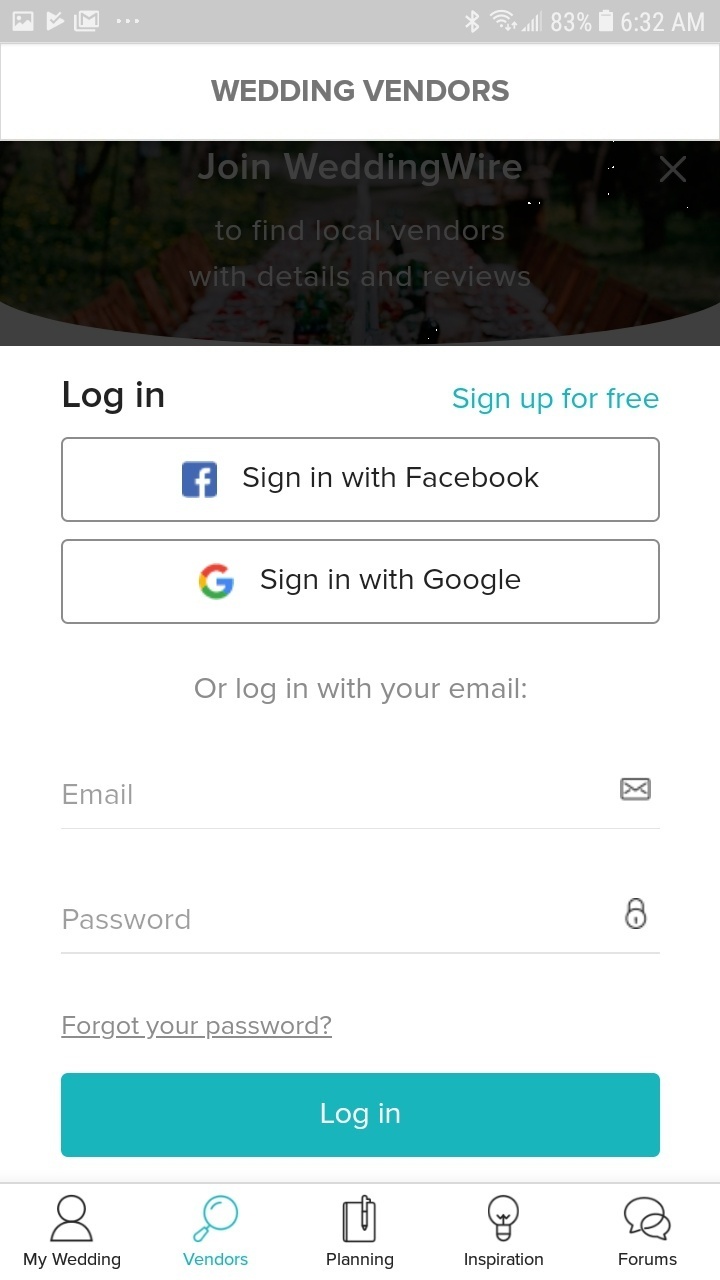 83% 6:32 AM
WEDDING VENDORS
Join WeddingWire
to find local vendors
with details and reviews
Log in
Sign up for free
Sign in with Facebook
Sign in with Google
Or log in with your email:
Email
Password
Forgot your password?
Log in
My Wedding
Vendors
Planning
Inspiration
Forums